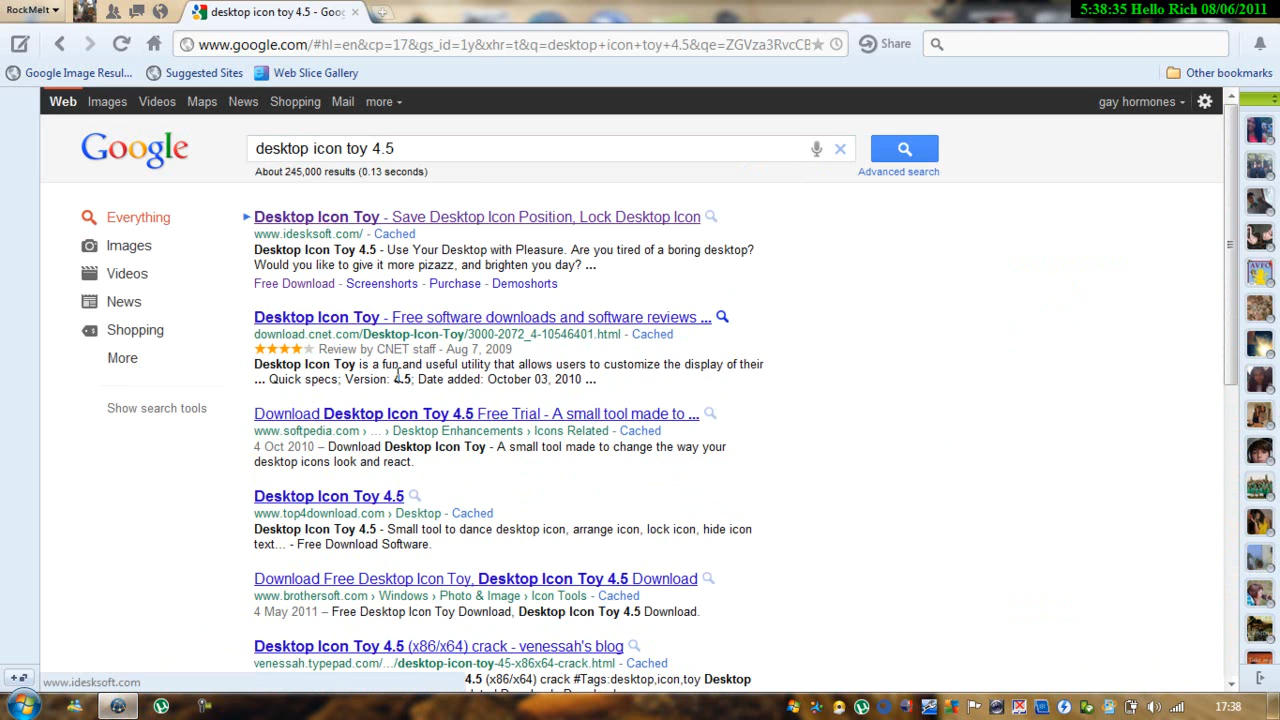 RockMelt
desktop icon toy 4.5 - Goog
5:38:35 Hello Rich 08/06/2011
www.google.com/#hl=en&cp=17&gs_id=1y&xhr=t&q=desktop+icon+toy+4.5&qe=ZGVza3RvcCB
Share
Google Image Resul...
Suggested Sites
Web Slice Gallery
Other bookmarks
Web Images Videos Maps News Shopping Mail more
gay hormones
Google
desktop icon toy 4.5
About 245,000 results (0.13 seconds)
Advanced search
Everything
Images
Videos
News
Shopping
More
Show search tools
Desktop Icon Toy - Save Desktop Icon Position, Lock Desktop Icon
www.idesksoft.com/ - Cached
Desktop Icon Toy 4.5 - Use Your Desktop with Pleasure. Are you tired of a boring desktop?
Would you like to give it more pizazz, and brighten you day? ...
Free Download - Screenshorts - Purchase - Demoshorts
Desktop Icon Toy - Free software downloads and software reviews ...
download.cnet.com/Desktop-Icon-Toy/3000-2072_4-10546401.html - Cached
Review by CNET staff - Aug 7, 2009
Desktop Icon Toy is a fun and useful utility that allows users to customize the display of their
... Quick specs; Version: 4.5; Date added: October 03, 2010 ...
Download Desktop Icon Toy 4.5 Free Trial - A small tool made to ...
www.softpedia.com › ... › Desktop Enhancements › Icons Related - Cached
4 Oct 2010 – Download Desktop Icon Toy - A small tool made to change the way your
desktop icons look and react.
Desktop Icon Toy 4.5
www.top4download.com › Desktop - Cached
Desktop Icon Toy 4.5 - Small tool to dance desktop icon, arrange icon, lock icon, hide icon
text... - Free Download Software.
Download Free Desktop Icon Toy, Desktop Icon Toy 4.5 Download
www.brothersoft.com › Windows › Photo & Image › Icon Tools - Cached
4 May 2011 – Free Desktop Icon Toy Download, Desktop Icon Toy 4.5 Download.
Desktop Icon Toy 4.5 (x86/x64) crack - venessah's blog
venessah.typepad.com/.../desktop-icon-toy-45-x86x64-crack.html - Cached
4.5 (x86/x64) crack #Tags:desktop,icon,toy Desktop
www.idesksoft.com
17:38